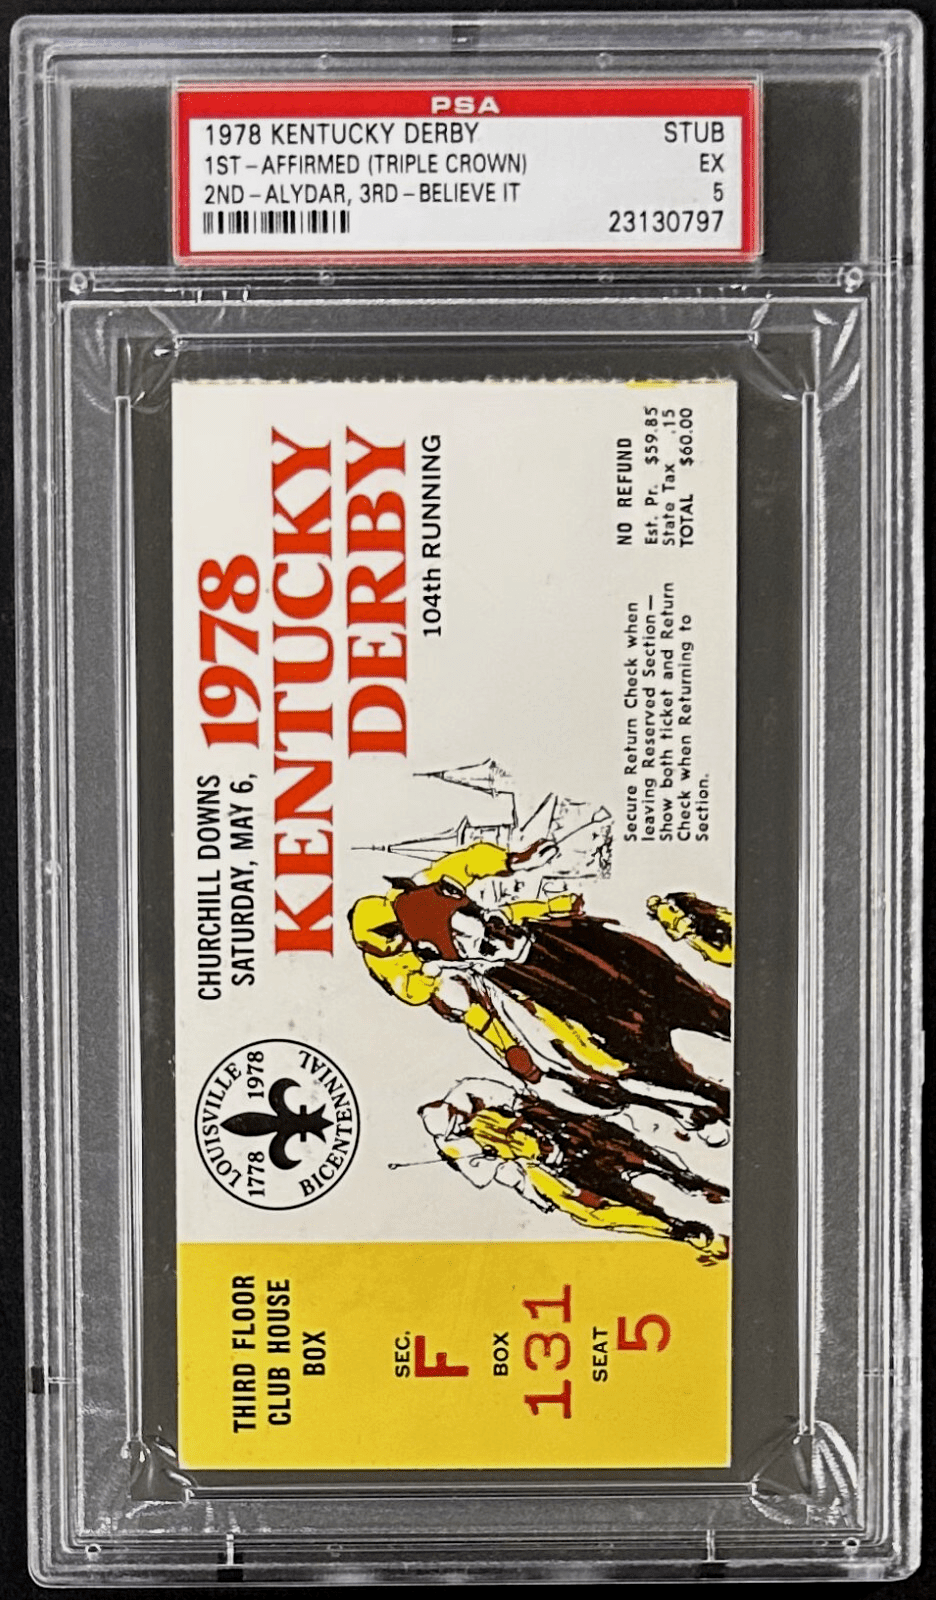 PSA
1978 KENTUCKY DERBY STUB
1ST-AFFIRMED (TRIPLE CROWN) EX
2ND-ALYDAR, 3RD-BELIEVE IT 5
23130797
CHURCHILL DOWNS
SATURDAY, MAY 6, 1978
KENTUCKY
DERBY
104th RUNNING
LOUISVILLE
1778 1978
BICENTENNIAL
NO REFUND
Est. Pr. $59.85
State Tax .15
TOTAL $60.00
Secure Return Check when
leaving Reserved Section—
Show both ticket and Return
Check when Returning to
Section.
THIRD FLOOR
CLUB HOUSE
BOX
SEC.
F
BOX
131
SEAT
5